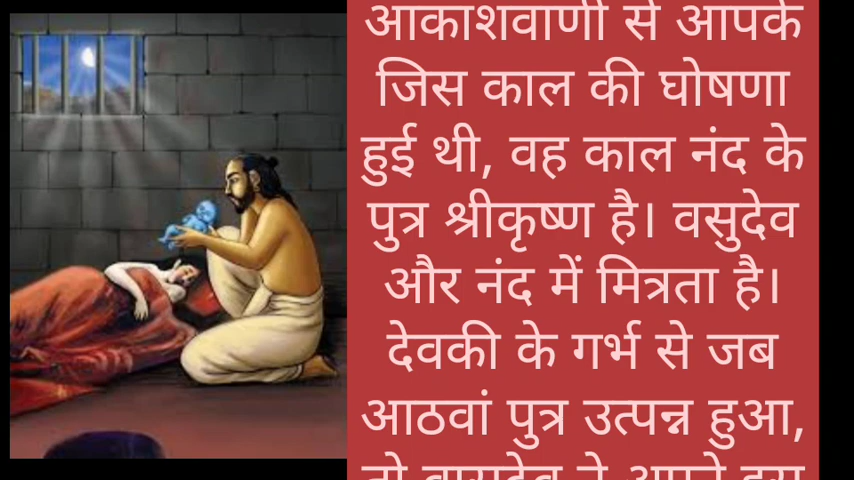 आकाशवाणी से आपके
जिस काल की घोषणा
हुई थी, वह काल नंद के
पुत्र श्रीकृष्ण है। वसुदेव
और नंद में मित्रता है।
देवकी के गर्भ से जब
आठवां पुत्र उत्पन्न हुआ,